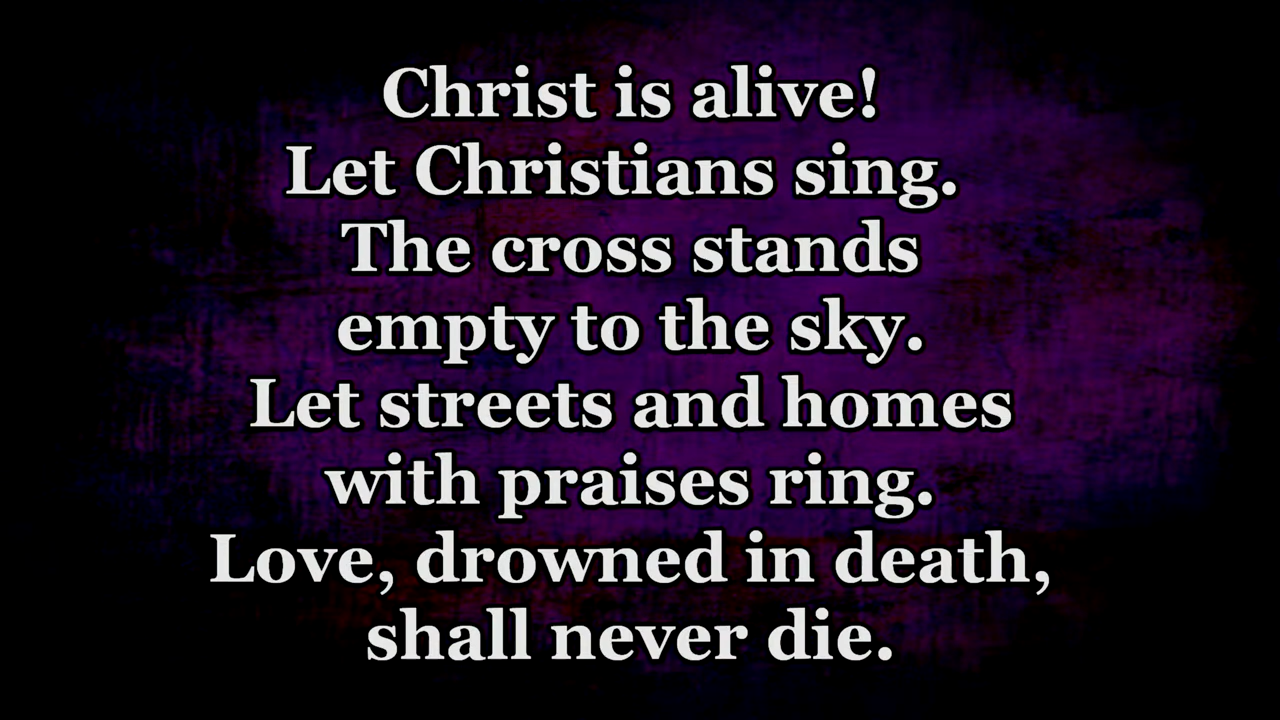 Christ is alive!
Let Christians sing.
The cross stands
empty to the sky.
Let streets and homes
with praises ring.
Love, drowned in death,
shall never die.